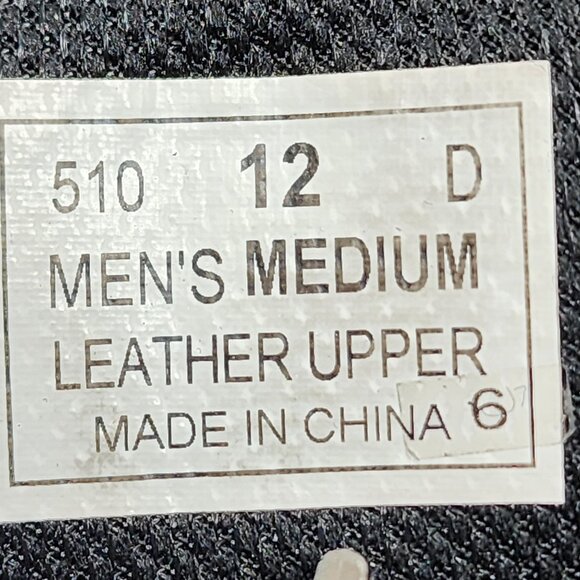 510 12 D
MEN'S MEDIUM
LEATHER UPPER
MADE IN CHINA 6